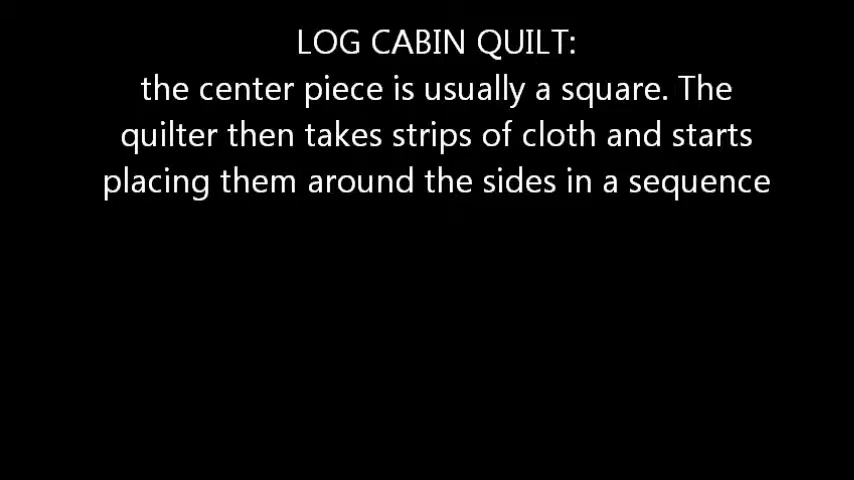 LOG CABIN QUILT:
the center piece is usually a square. The
quilter then takes strips of cloth and starts
placing them around the sides in a sequence